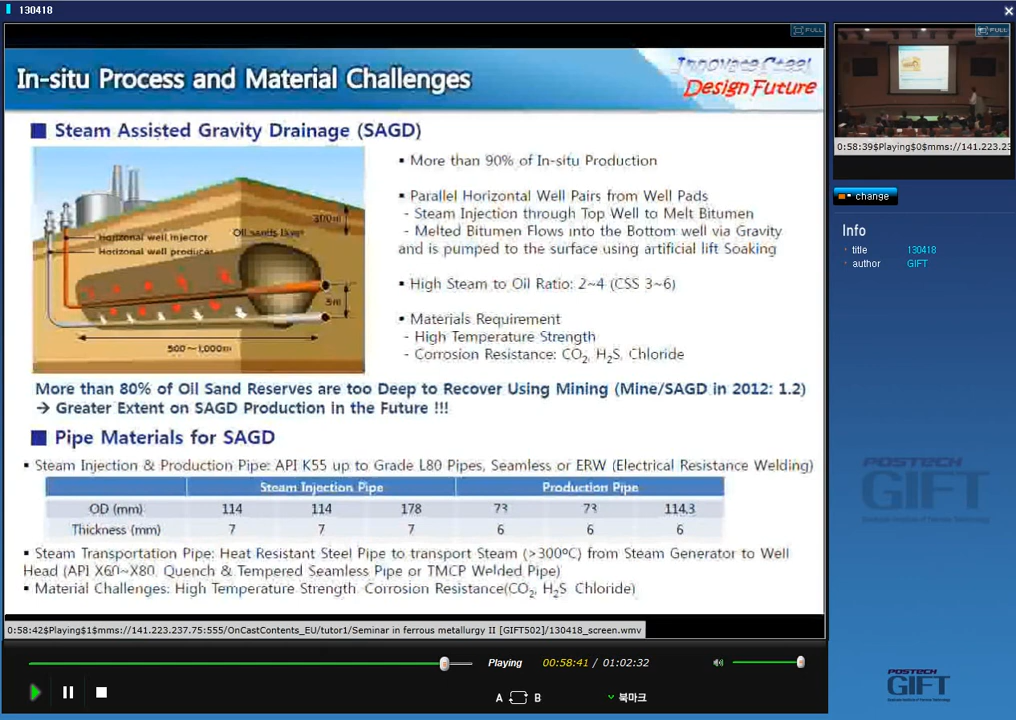 130418
FULL
In-situ Process and Material Challenges
Innovate Steel
Design Future
■ Steam Assisted Gravity Drainage (SAGD)
300m
Oil sands layer
Horizonal well injector
Horizonal well producer
5m
500~1,000m
▪ More than 90% of In-situ Production
▪ Parallel Horizontal Well Pairs from Well Pads
- Steam Injection through Top Well to Melt Bitumen
- Melted Bitumen Flows into the Bottom well via Gravity
and is pumped to the surface using artificial lift Soaking
▪ High Steam to Oil Ratio: 2~4 (CSS 3~6)
▪ Materials Requirement
- High Temperature Strength
- Corrosion Resistance: CO2, H2S, Chloride
More than 80% of Oil Sand Reserves are too Deep to Recover Using Mining (Mine/SAGD in 2012: 1.2)
→ Greater Extent on SAGD Production in the Future !!!
■ Pipe Materials for SAGD
▪ Steam Injection & Production Pipe: API K55 up to Grade L80 Pipes, Seamless or ERW (Electrical Resistance Welding)
Steam Injection Pipe Production Pipe
OD (mm) 114 114 178 73 73 114.3
Thickness (mm) 7 7 7 6 6 6
▪ Steam Transportation Pipe: Heat Resistant Steel Pipe to transport Steam (>300ºC) from Steam Generator to Well
Head (API X60~X80, Quench & Tempered Seamless Pipe or TMCP Welded Pipe)
▪ Material Challenges: High Temperature Strength, Corrosion Resistance(CO2, H2S, Chloride)
0:58:42$Playing$1$mms://141.223.237.75:555/OnCastContents_EU/tutor1/Seminar in ferrous metallurgy II [GIFT502]/130418_screen.wmv
Playing 00:58:41 / 01:02:32
A B 북마크
FULL
0:58:39$Playing$0$mms://141.223.23
change
Info
title 130418
author GIFT
POSTECH
GIFT
POSTECH
GIFT